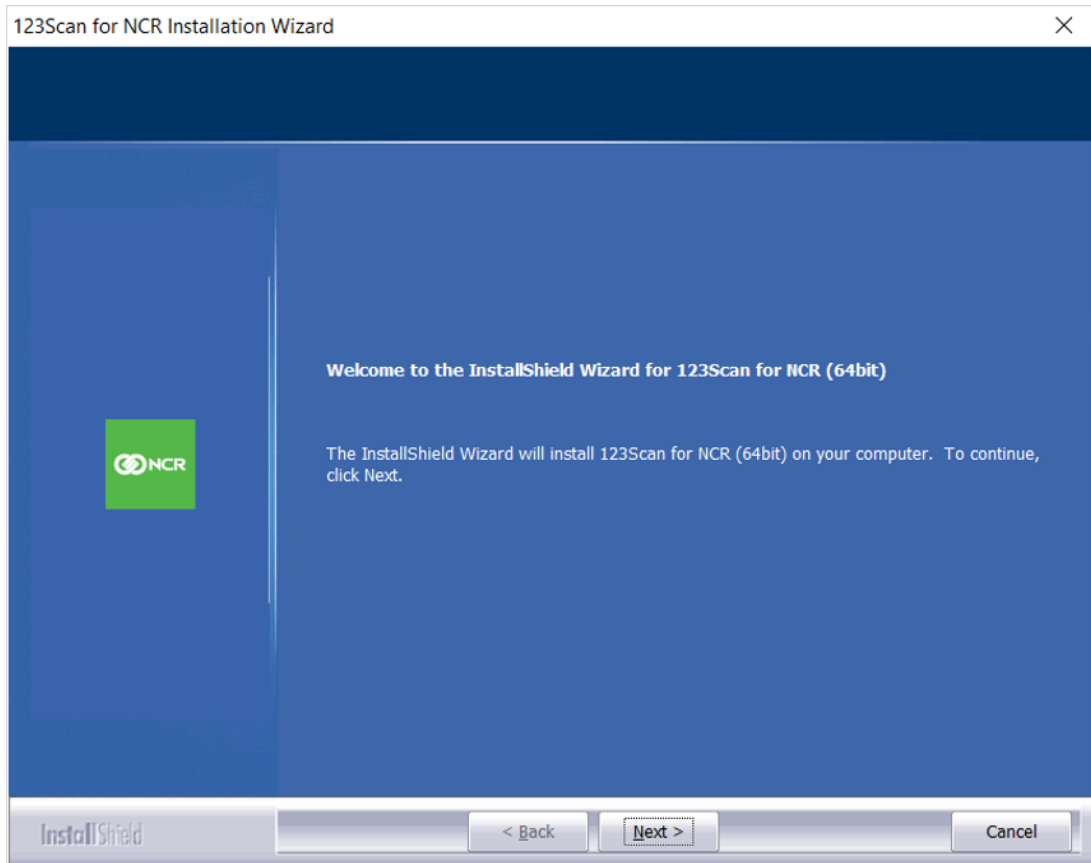 123Scan for NCR Installation Wizard
Welcome to the InstallShield Wizard for 123Scan for NCR (64bit)
NCR
The InstallShield Wizard will install 123Scan for NCR (64bit) on your computer.  To continue,
click Next.
InstallShield
< Back
Next >
Cancel